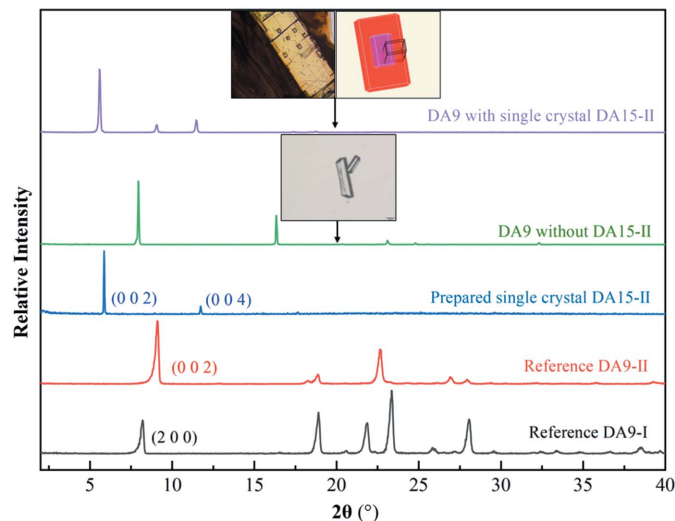 DA9 with single crystal DA15-II
DA9 without DA15-II
(0 0 2)
(0 0 4)
Prepared single crystal DA15-II
(0 0 2)
Reference DA9-II
(2 0 0)
Reference DA9-I
Relative Intensity
5 10 15 20 25 30 35 40
2θ (°)